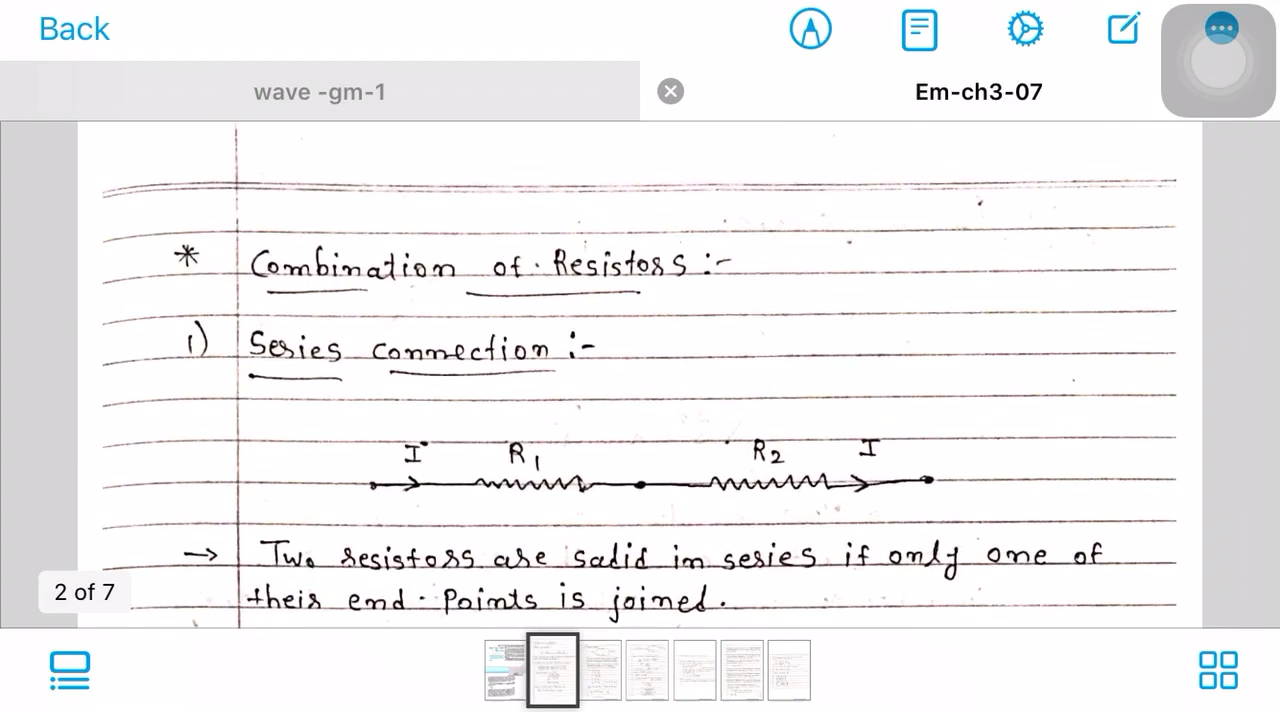 Back
wave -gm-1
Em-ch3-07
* Combination of Resistors :-
1) Series connection :-
I R1 R2 I
→ Two resistors are sadid in series if only one of
their end. points is joined.
2 of 7